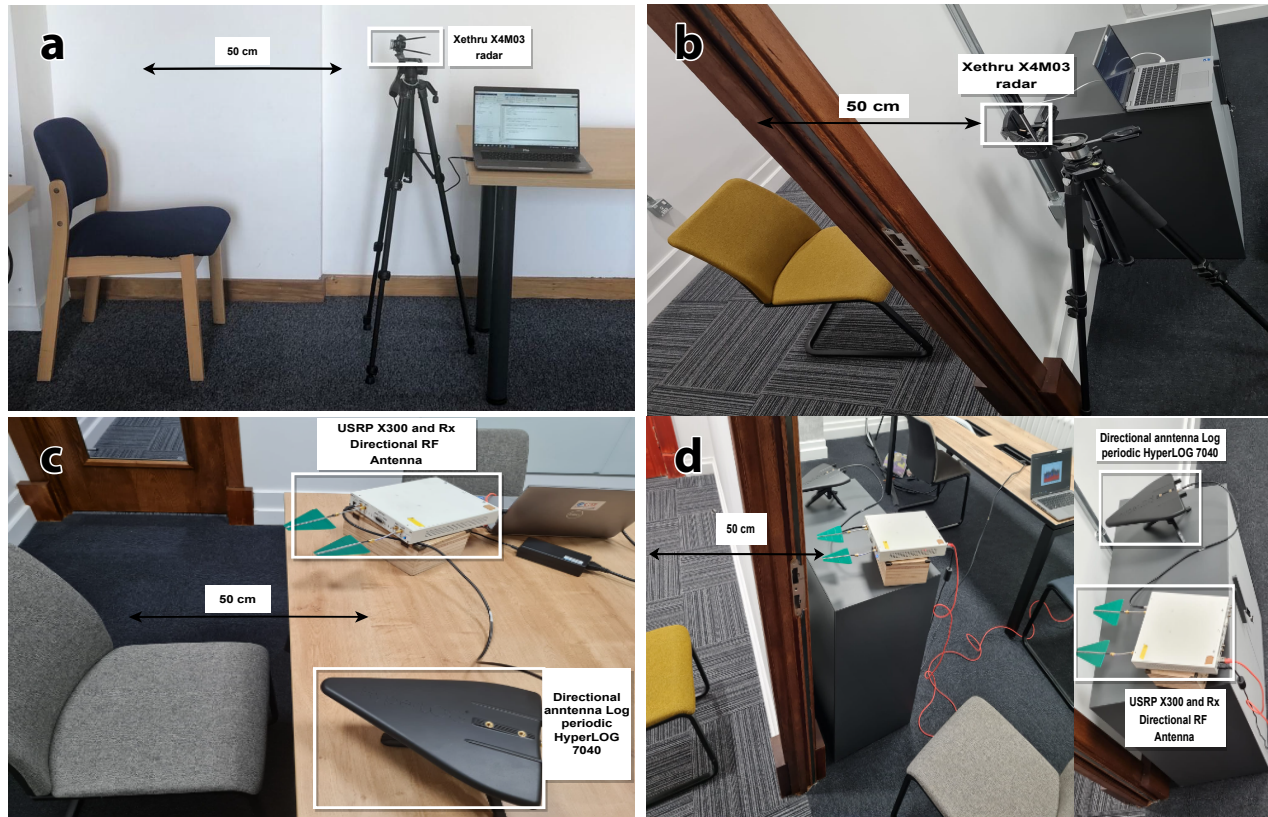 a
50 cm
Xethru X4M03
radar
b
Xethru X4M03
radar
50 cm
c
USRP X300 and Rx
Directional RF
Antenna
50 cm
Directional
anntenna Log
periodic
HyperLOG
7040
d
50 cm
Directional anntenna Log
periodic HyperLOG 7040
USRP X300 and Rx
Directional RF
Antenna